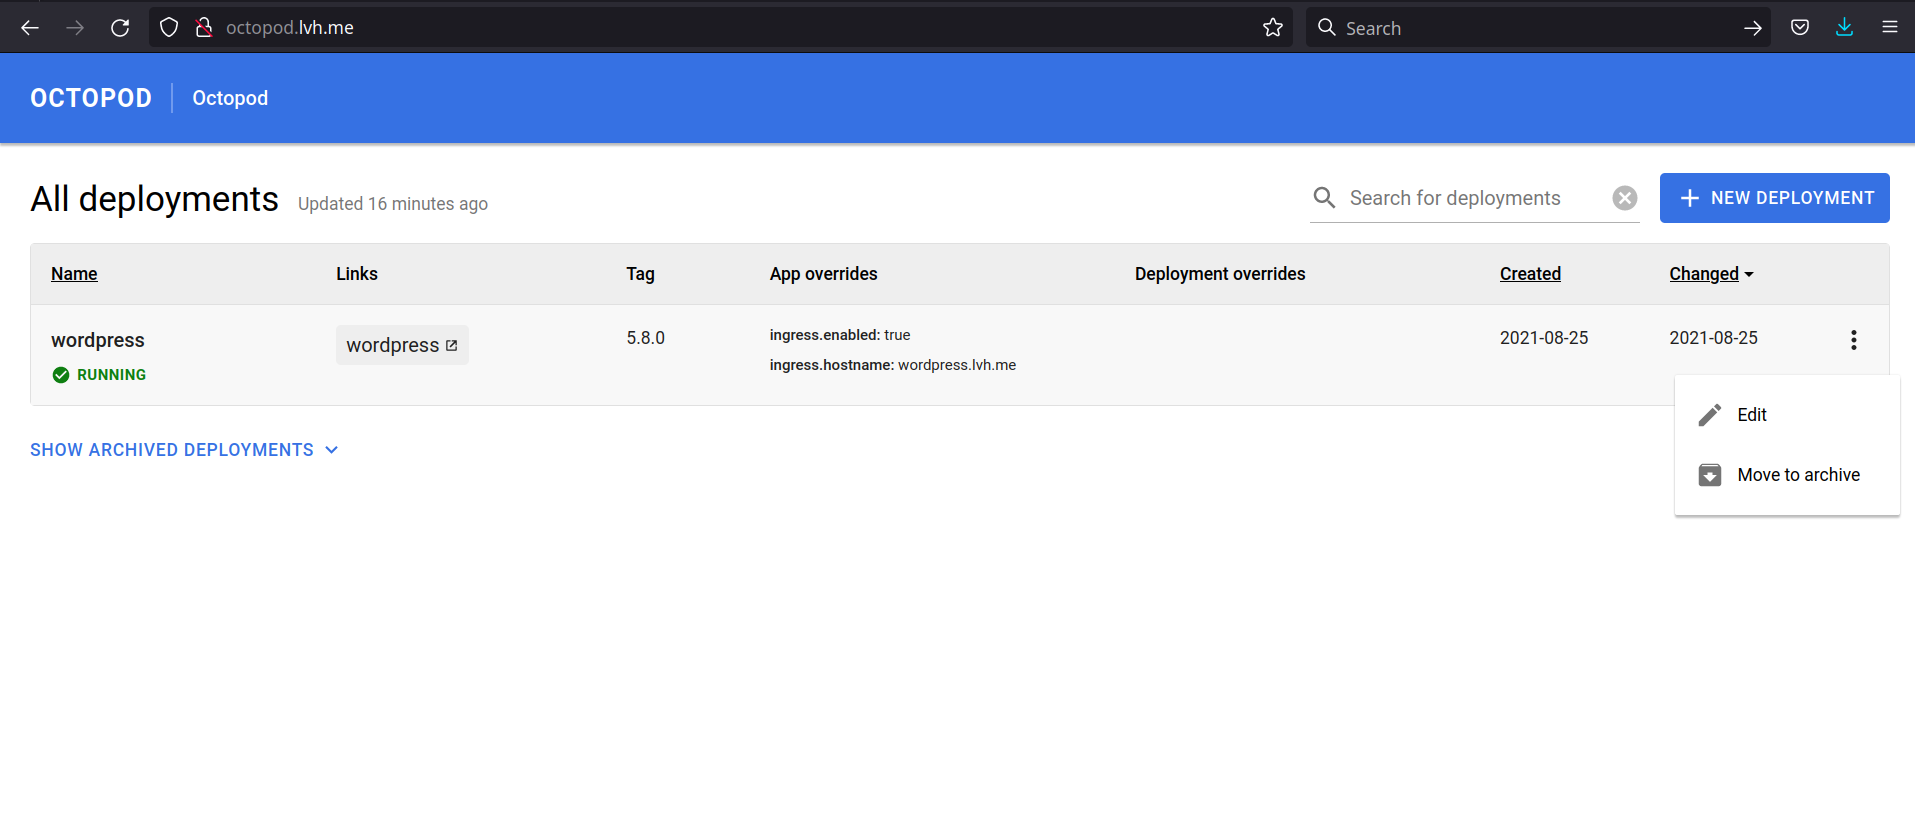 octopod.lvh.me
Search
OCTOPOD
Octopod
All deployments
Updated 16 minutes ago
Search for deployments
NEW DEPLOYMENT
Name
Links
Tag
App overrides
Deployment overrides
Created
Changed
wordpress
RUNNING
wordpress
5.8.0
ingress.enabled: true
ingress.hostname: wordpress.lvh.me
2021-08-25
2021-08-25
Edit
Move to archive
SHOW ARCHIVED DEPLOYMENTS